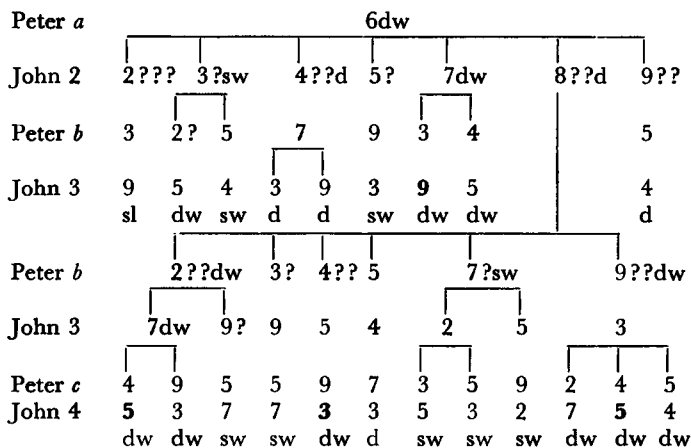 Peter a 6dw
John 2 2??? 3?sw 4??d 5? 7dw 8??d 9??
Peter b 3 2? 5 7 9 3 4 5
John 3 9 5 4 3 9 3 9 5 4
sl dw sw d d sw dw dw d
Peter b 2??dw 3? 4?? 5 7?sw 9??dw
John 3 7dw 9? 9 5 4 2 5 3
Peter c 4 9 5 5 9 7 3 5 9 2 4 5
John 4 5 3 7 7 3 3 5 3 2 7 5 4
dw dw sw sw dw d sw sw sw dw dw dw